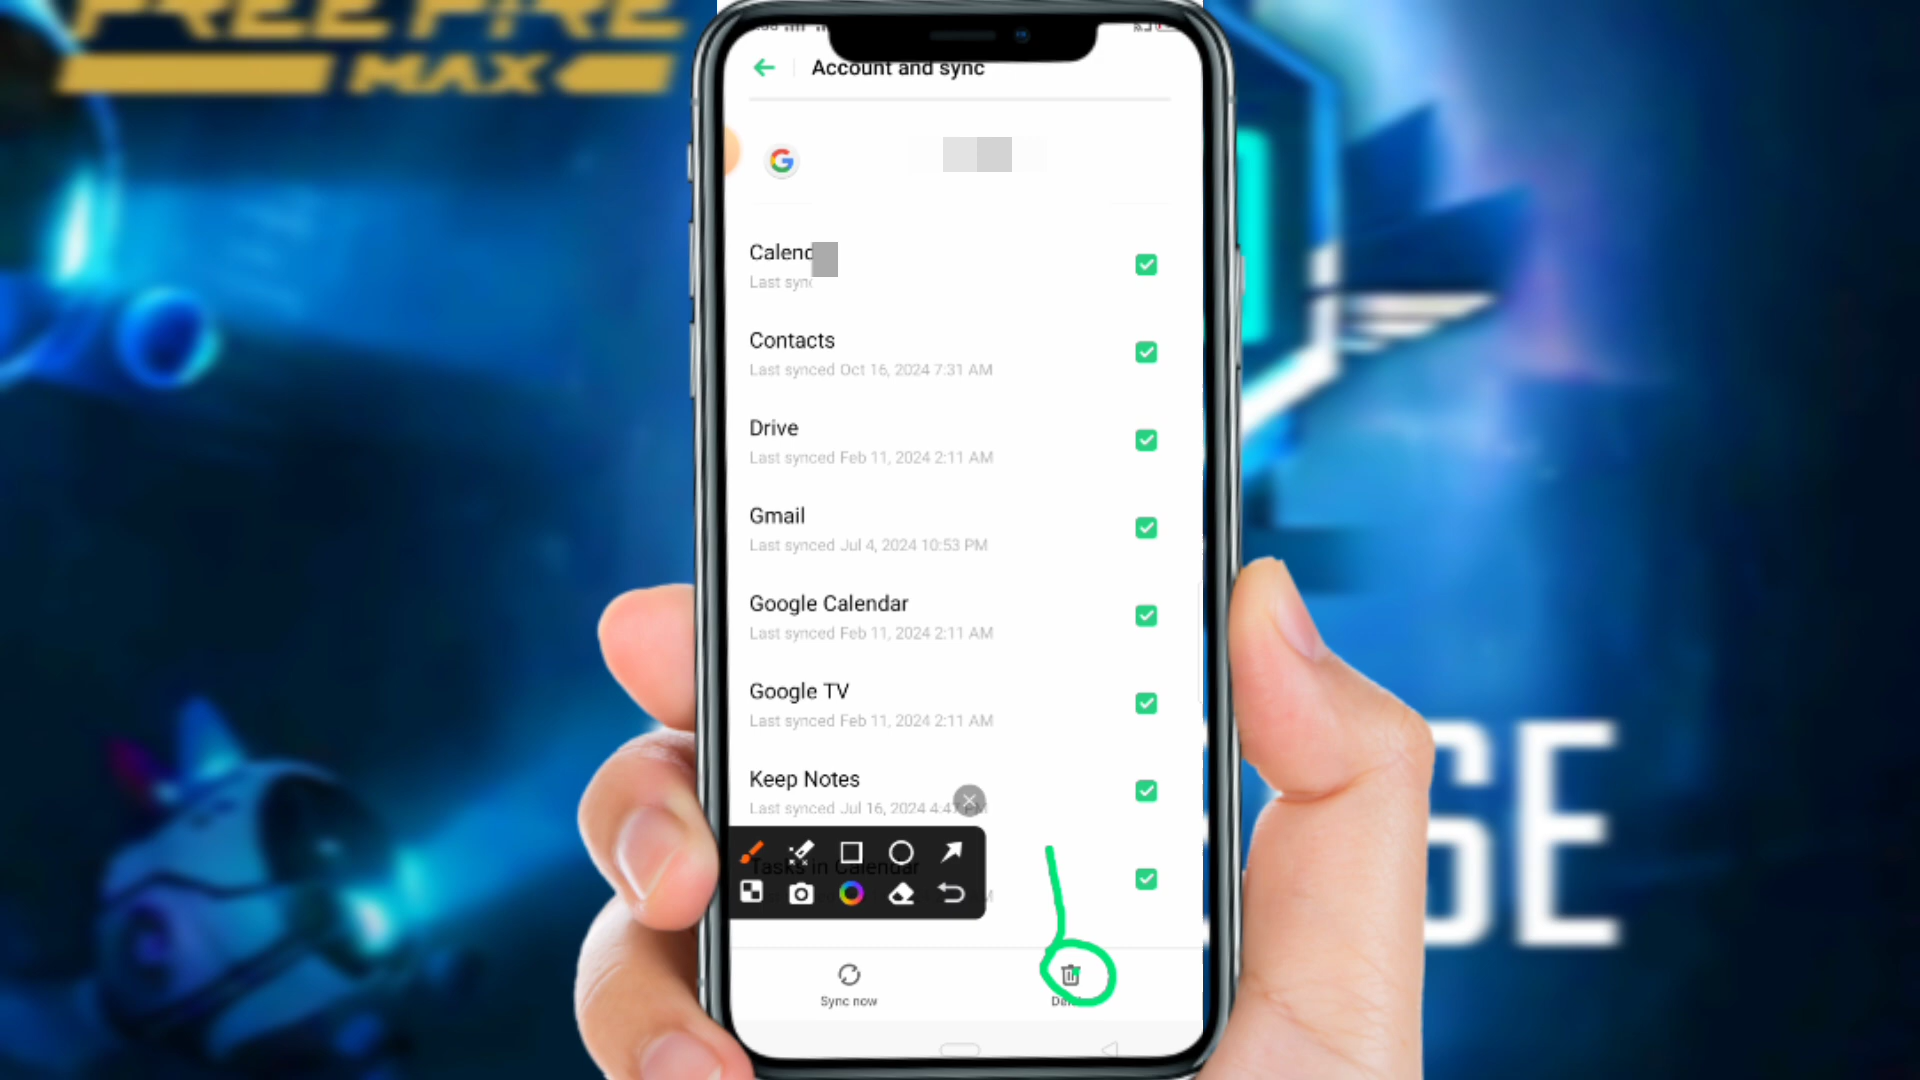 FREE FIRE
MAX
Account and sync
Calend
Last sync
Contacts
Last synced Oct 16, 2024 7:31 AM
Drive
Last synced Feb 11, 2024 2:11 AM
Gmail
Last synced Jul 4, 2024 10:53 PM
Google Calendar
Last synced Feb 11, 2024 2:11 AM
Google TV
Last synced Feb 11, 2024 2:11 AM
Keep Notes
Last synced Jul 16, 2024 4:47 PM
Tasks in Calendar
Sync now